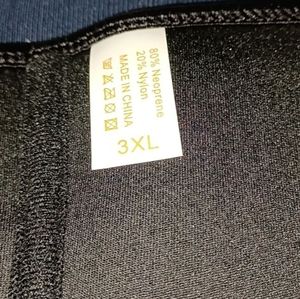 80% Neoprene
20% Nylon
MADE IN CHINA
3XL